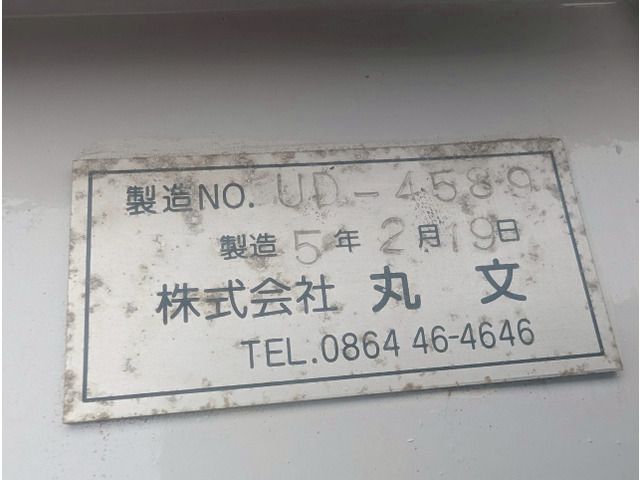 製造NO. UD-4589
製造 5 年 2 月 19 日
株式会社 丸 文
TEL.0864 46-4646